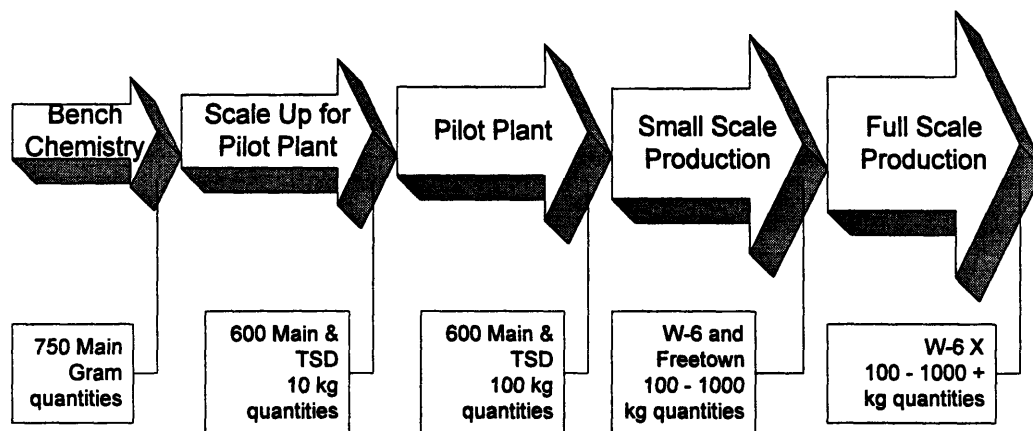 Bench
Chemistry
Scale Up for
Pilot Plant
Pilot Plant
Small Scale
Production
Full Scale
Production
750 Main
Gram
quantities
600 Main &
TSD
10 kg
quantities
600 Main &
TSD
100 kg
quantities
W-6 and
Freetown
100 - 1000
kg quantities
W-6 X
100 - 1000 +
kg quantities